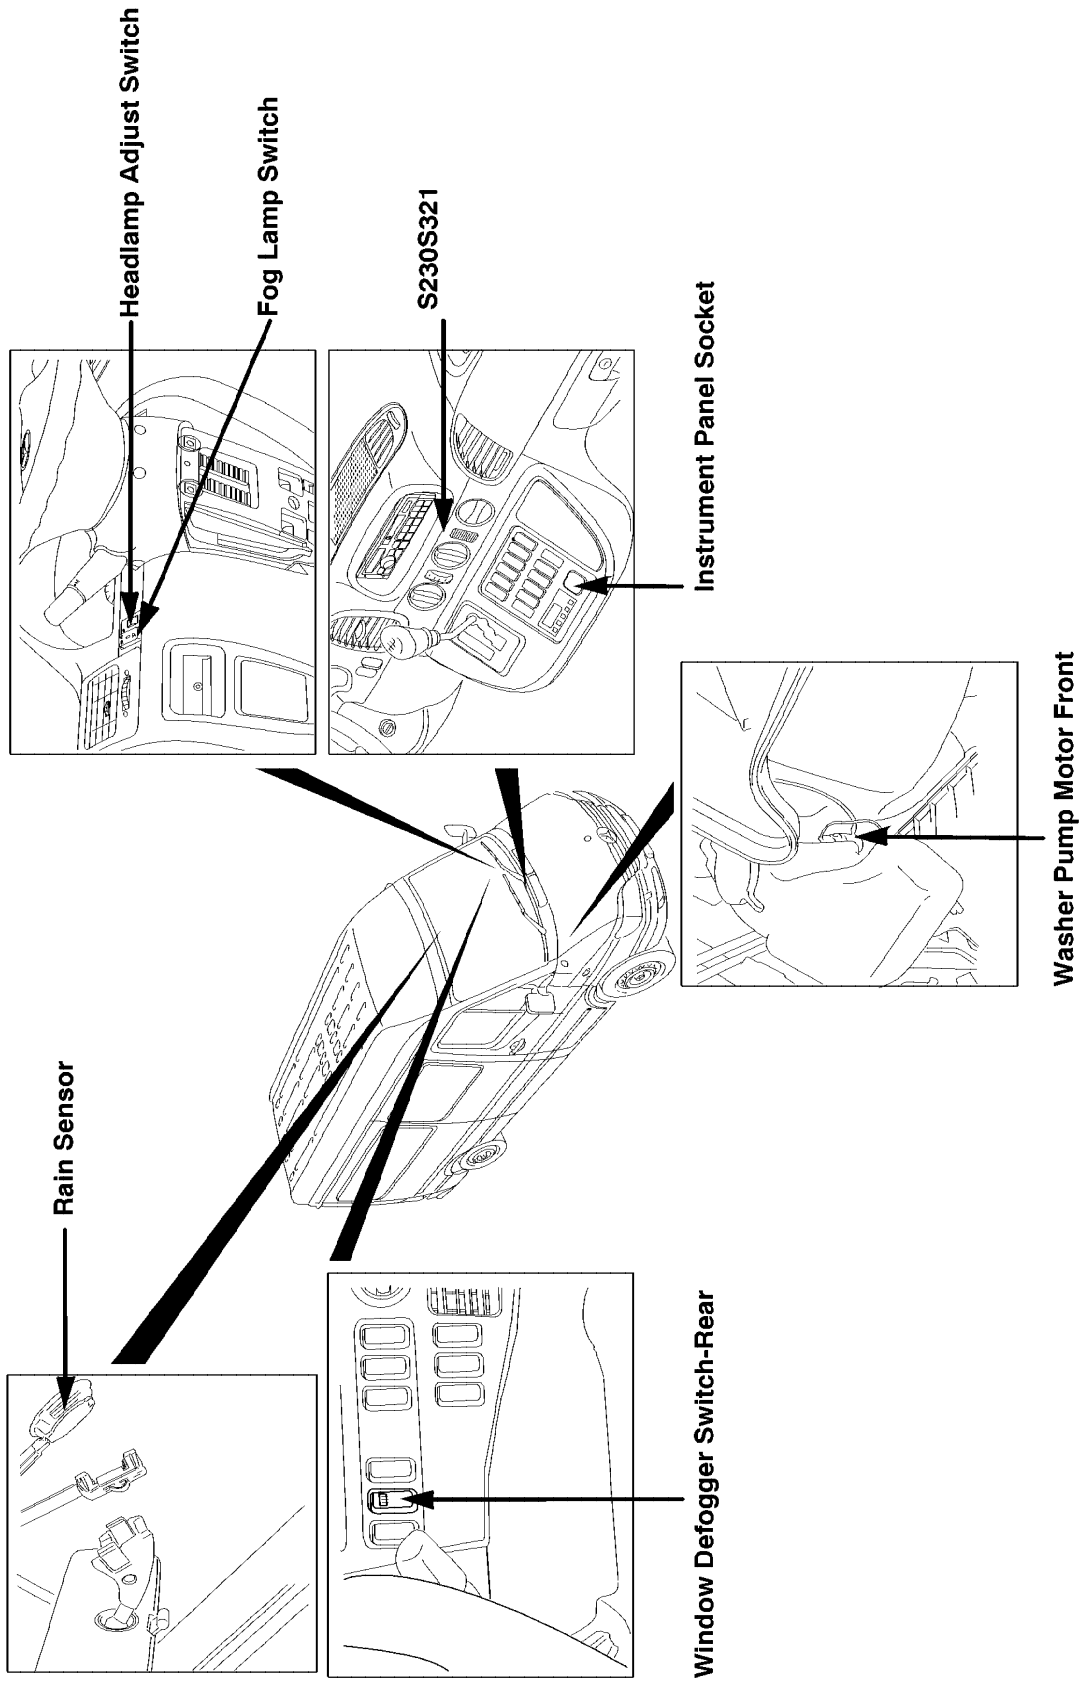 Rain Sensor
Headlamp Adjust Switch
Fog Lamp Switch
S230S321
Window Defogger Switch-Rear
Instrument Panel Socket
Washer Pump Motor Front